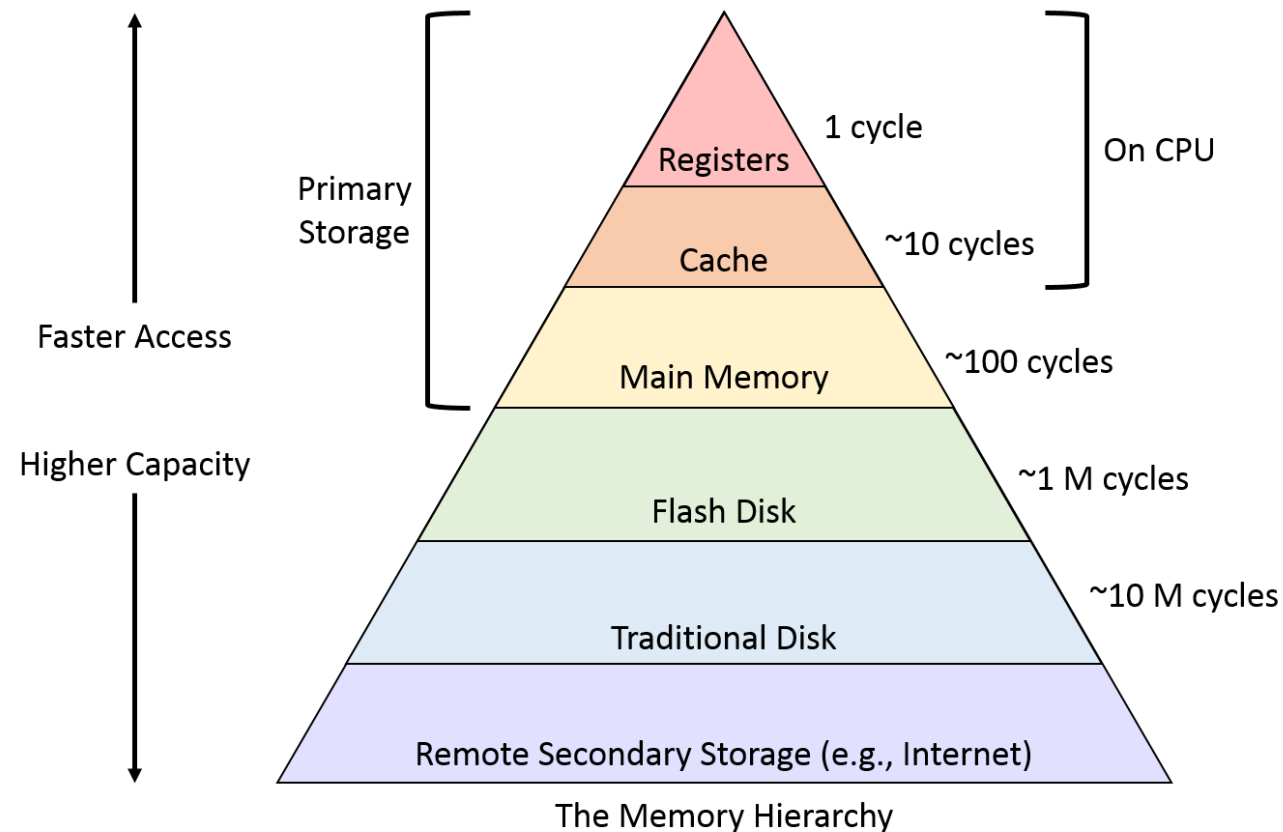 1 cycle
On CPU
Registers
Primary
Storage
~10 cycles
Cache
Faster Access
~100 cycles
Main Memory
Higher Capacity
~1 M cycles
Flash Disk
~10 M cycles
Traditional Disk
Remote Secondary Storage (e.g., Internet)
The Memory Hierarchy